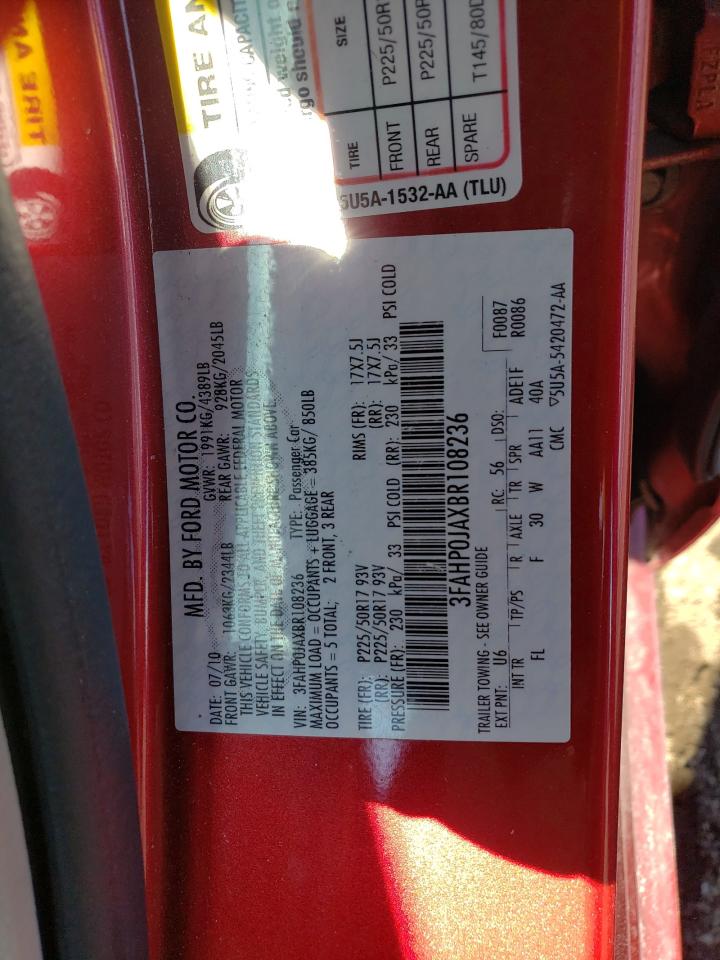 TIRE AN
CAPACIT
d weight o
rgo should
TIRE SIZE
FRONT P225/50R
REAR P225/50R
SPARE T145/80D
5U5A-1532-AA (TLU)
MFD. BY FORD MOTOR CO.
DATE: 07/10 GVWR: 1991KG/4389LB
FRONT GAWR: 1063KG/2344LB REAR GAWR: 928KG/2045LB
THIS VEHICLE CONFORMS TO ALL APPLICABLE FEDERAL MOTOR
VEHICLE SAFETY, BUMPER, AND THEFT PREVENTION STANDARDS
IN EFFECT ON THE DATE OF MANUFACTURE SHOWN ABOVE.
VIN: 3FAHP0JAXBR108236 TYPE: Passenger Car
MAXIMUM LOAD = OCCUPANTS + LUGGAGE = 385KG/ 850LB
OCCUPANTS = 5 TOTAL; 2 FRONT, 3 REAR
TIRE (FR): P225/50R17 93V RIMS (FR): 17X7.5J
(RR): P225/50R17 93V (RR): 17X7.5J
PRESSURE (FR): 230 kPa/ 33 PSI COLD (RR): 230 kPa/ 33 PSI COLD
3FAHP0JAXBR108236
TRAILER TOWING - SEE OWNER GUIDE
EXT PNT: U6 RC: 56 DSO: F0087
R0086
INT TR TP/PS R AXLE TR SPR ADE1F
FL F 30 W AA11 40A
CMC ▽5U5A-5420472-AA
TIRE